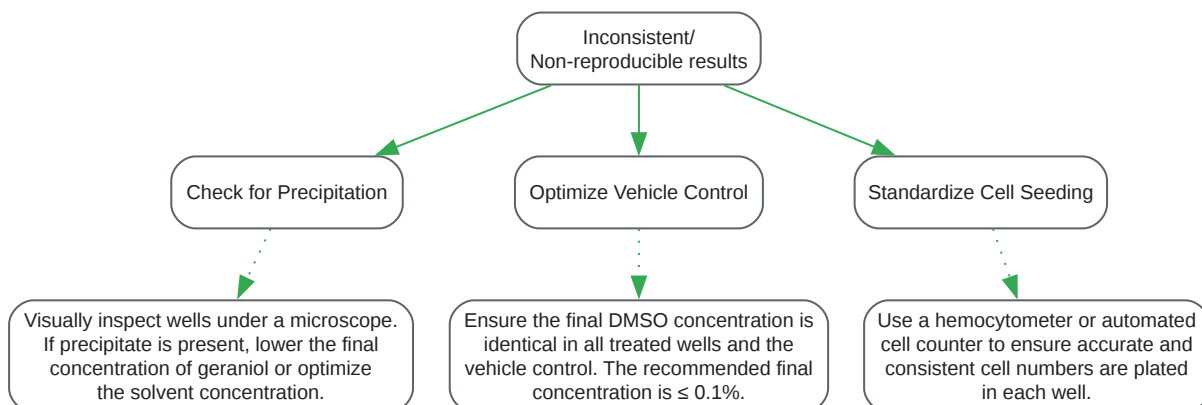 Inconsistent/
Non-reproducible results
Check for Precipitation
Optimize Vehicle Control
Standardize Cell Seeding
Visually inspect wells under a microscope.
If precipitate is present, lower the final
concentration of geraniol or optimize
the solvent concentration.
Ensure the final DMSO concentration is
identical in all treated wells and the
vehicle control. The recommended final
concentration is ≤ 0.1%.
Use a hemocytometer or automated
cell counter to ensure accurate and
consistent cell numbers are plated
in each well.